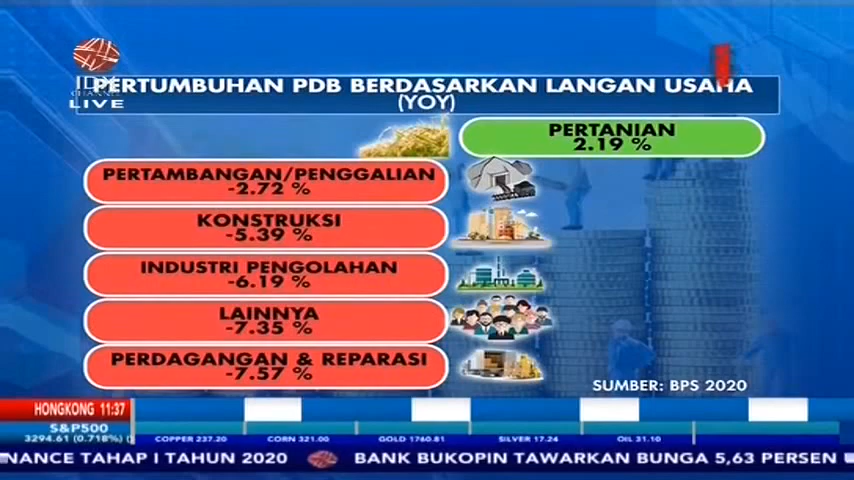 IDX
CHANNEL
LIVE
PERTUMBUHAN PDB BERDASARKAN LANGAN USAHA
(YOY)
PERTANIAN
2.19 %
PERTAMBANGAN/PENGGALIAN
-2.72 %
KONSTRUKSI
-5.39 %
INDUSTRI PENGOLAHAN
-6.19 %
LAINNYA
-7.35 %
PERDAGANGAN & REPARASI
-7.57 %
SUMBER: BPS 2020
HONGKONG 11:37
S&P500
3294.61 (0.718%) COPPER 237.20 CORN 321.00 GOLD 1760.81 SILVER 17.24 OIL 31.10
NANCE TAHAP I TAHUN 2020 BANK BUKOPIN TAWARKAN BUNGA 5,63 PERSEN